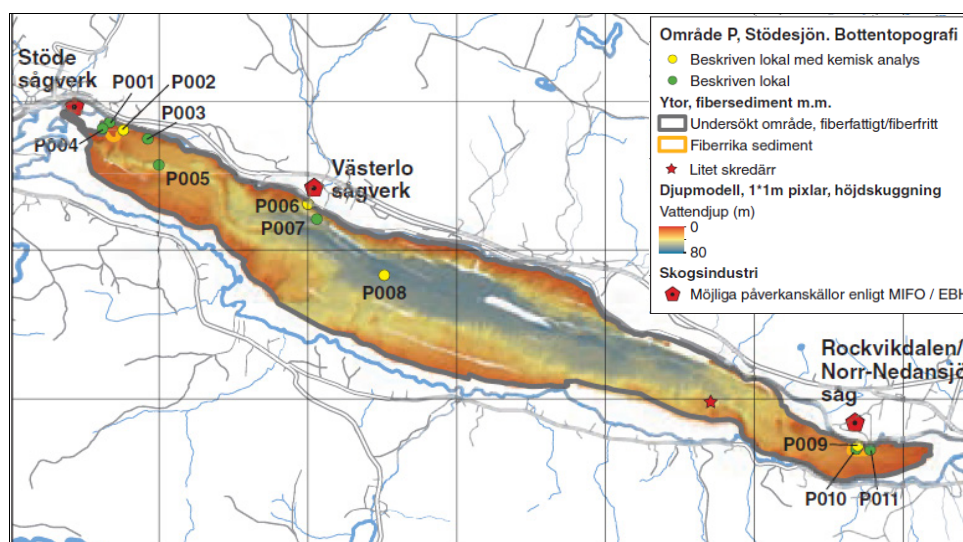 Område P, Stödesjön. Bottentopografi
Beskriven lokal med kemisk analys
Beskriven lokal
Ytor, fibersediment m.m.
Undersökt område, fiberfattigt/fiberfritt
Fiberrika sediment
Litet skredärr
Djupmodell, 1*1m pixlar, höjdskuggning
Vattendjup (m)
0
80
Skogsindustri
Möjliga påverkanskällor enligt MIFO / EBH
Stöde
sågverk
P001
P002
P003
P004
P005
Västerlo
sågverk
P006
P007
P008
Rockvikdalen/
Norr-Nedansjö
såg
P009
P010
P011